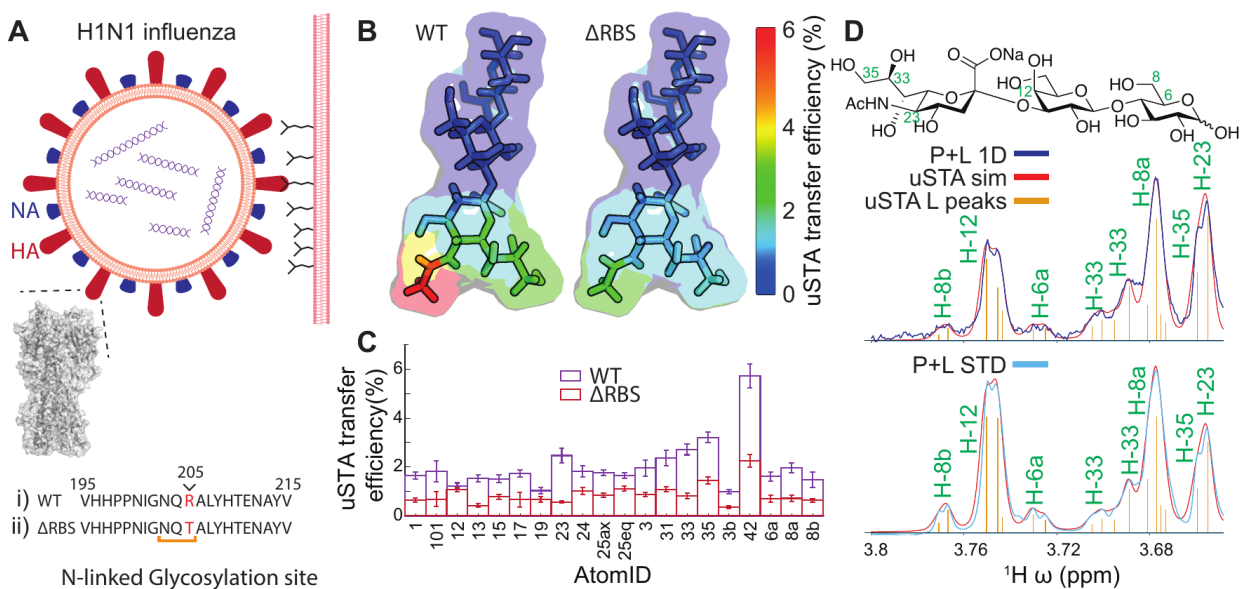 A
H1N1 influenza
NA
HA
195
205
215
i) WT VHHPPNIGNQRALYHTENAYV
ii) ΔRBS VHHPPNIGNQTALYHTENAYV
N-linked Glycosylation site
B
WT
ΔRBS
6
4
2
0
uSTA transfer efficiency (%)
C
uSTA transfer
efficiency(%)
6
4
2
0
WT
ΔRBS
1
101
12
13
15
17
19
23
24
25ax
25eq
3
31
33
35
3b
42
6a
8a
8b
AtomID
D
OH
HO
35
33
O
ONa
AcHN
23
HO
OH
HO
12
OH
O
O
OH
HO
8
6
O
O
HO
OH
OH
P+L 1D
uSTA sim
uSTA L peaks
H-8b
H-12
H-6a
H-33
H-33
H-8a
H-35
H-23
P+L STD
H-8b
H-12
H-6a
H-33
H-33
H-8a
H-35
H-23
3.8
3.76
3.72
3.68
¹H ω (ppm)